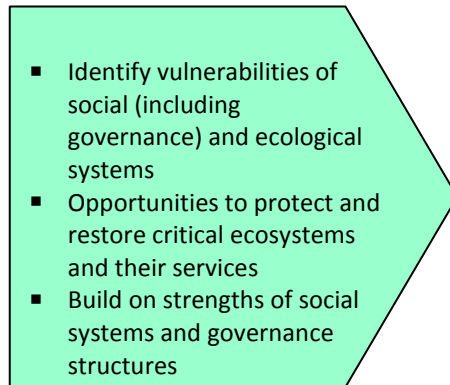 ▪ Identify vulnerabilities of
social (including
governance) and ecological
systems
▪ Opportunities to protect and
restore critical ecosystems
and their services
▪ Build on strengths of social
systems and governance
structures